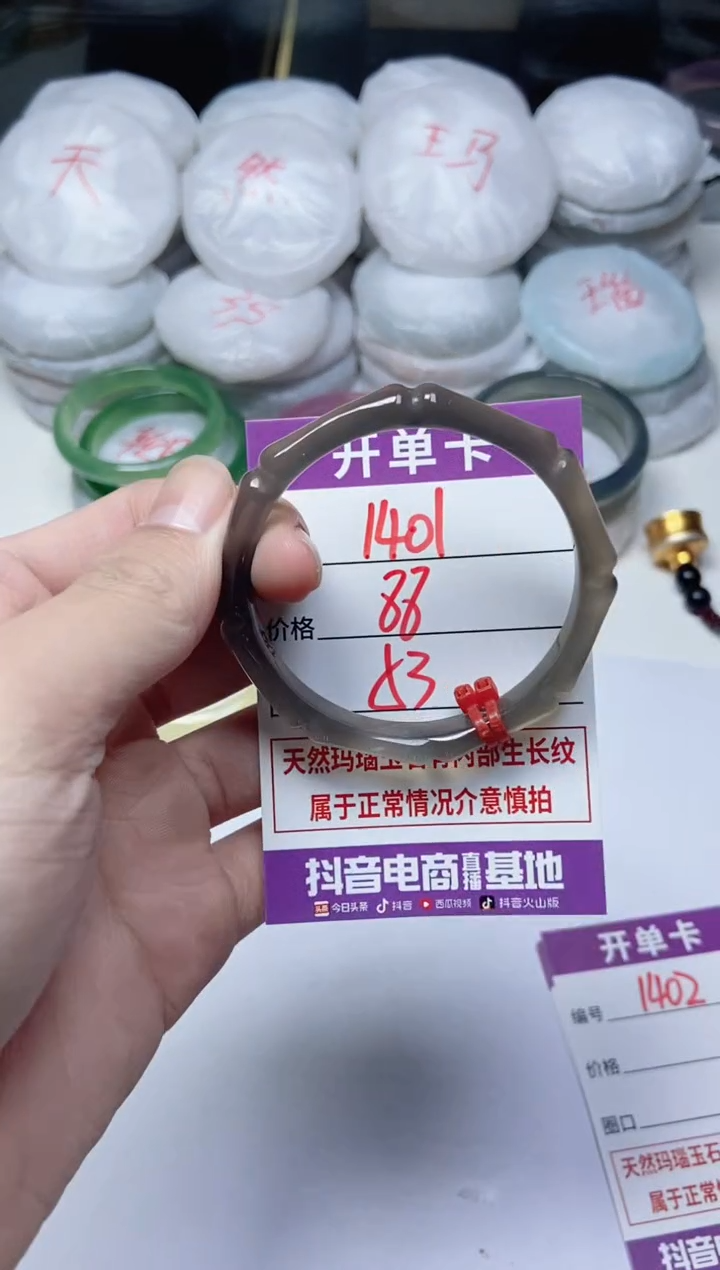 天
然
玛
瑙
开单卡
1401
价格 88
53
天然玛瑙玉石有内部生长纹
属于正常情况介意慎拍
抖音电商直播基地
今日头条 抖音 西瓜视频 抖音火山版
开单卡
编号 1402
价格
圈口
天然玛瑙玉石
属于正常
抖音